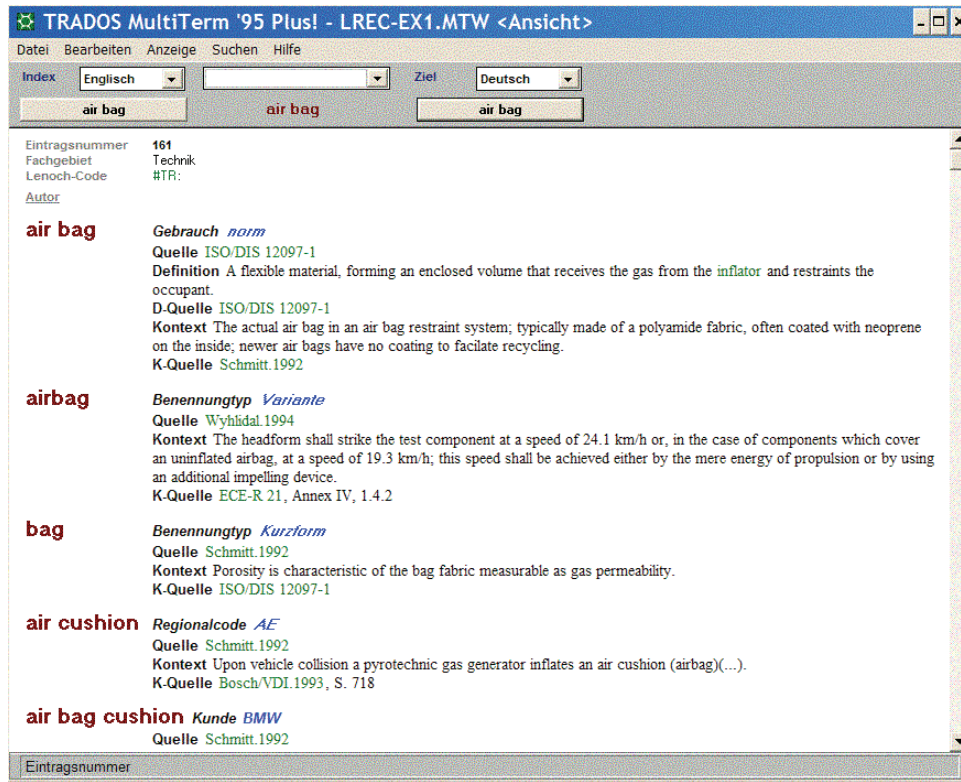 TRADOS MultiTerm '95 Plus! - LREC-EX1.MTW <Ansicht>
Datei Bearbeiten Anzeige Suchen Hilfe
Index Englisch Ziel Deutsch
air bag air bag air bag
Eintragsnummer 161
Fachgebiet Technik
Lenoch-Code #TR:
Autor
air bag Gebrauch norm
Quelle ISO/DIS 12097-1
Definition A flexible material, forming an enclosed volume that receives the gas from the inflator and restraints the
occupant.
D-Quelle ISO/DIS 12097-1
Kontext The actual air bag in an air bag restraint system; typically made of a polyamide fabric, often coated with neoprene
on the inside; newer air bags have no coating to facilate recycling.
K-Quelle Schmitt.1992
airbag Benennungtyp Variante
Quelle Wyhlidal.1994
Kontext The headform shall strike the test component at a speed of 24.1 km/h or, in the case of components which cover
an uninflated airbag, at a speed of 19.3 km/h; this speed shall be achieved either by the mere energy of propulsion or by using
an additional impelling device.
K-Quelle ECE-R 21, Annex IV, 1.4.2
bag Benennungtyp Kurzform
Quelle Schmitt.1992
Kontext Porosity is characteristic of the bag fabric measurable as gas permeability.
K-Quelle ISO/DIS 12097-1
air cushion Regionalcode AE
Quelle Schmitt.1992
Kontext Upon vehicle collision a pyrotechnic gas generator inflates an air cushion (airbag)(...).
K-Quelle Bosch/VDI.1993, S. 718
air bag cushion Kunde BMW
Quelle Schmitt.1992
Eintragsnummer